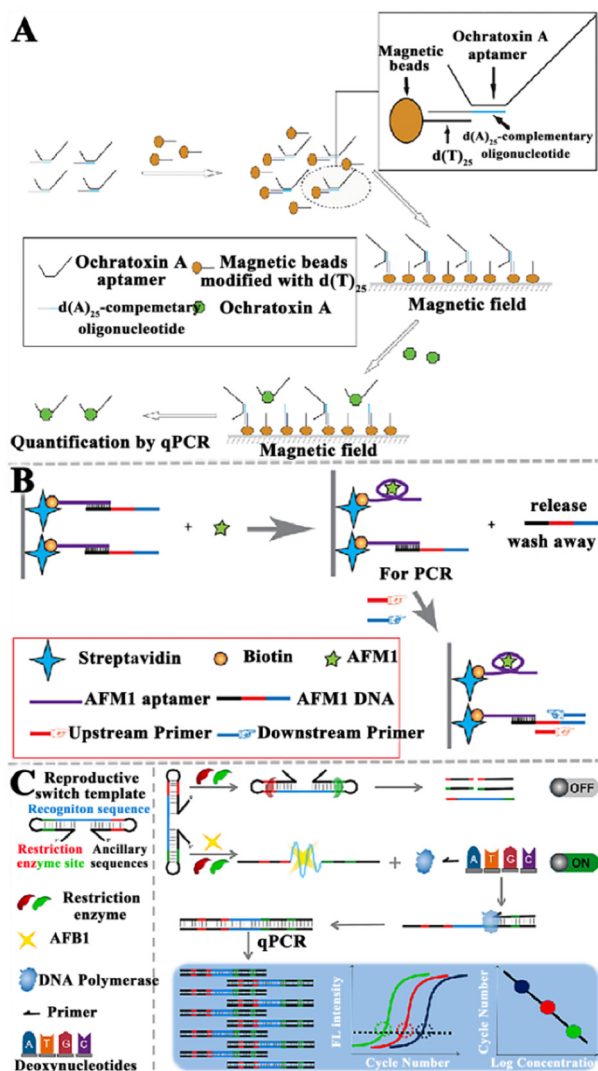 A
Magnetic
beads
Ochratoxin A
aptamer
d(A)25-complementary
oligonucleotide
d(T)25
Ochratoxin A
aptamer
Magnetic beads
modified with d(T)25
d(A)25-compemetary
oligonucleotide
Ochratoxin A
Magnetic field
Quantification by qPCR
Magnetic field
B
+
+
release
wash away
For PCR
Streptavidin
Biotin
AFM1
AFM1 aptamer
AFM1 DNA
Upstream Primer
Downstream Primer
C
Reproductive
switch template
Recogniton sequence
Restriction
enzyme site
Ancillary
sequences
Restriction
enzyme
AFB1
DNA Polymerase
Primer
A T G C
Deoxynucleotides
OFF
+
A T G C
ON
qPCR
FL intensity
Cycle Number
Cycle Number
Log Concentration